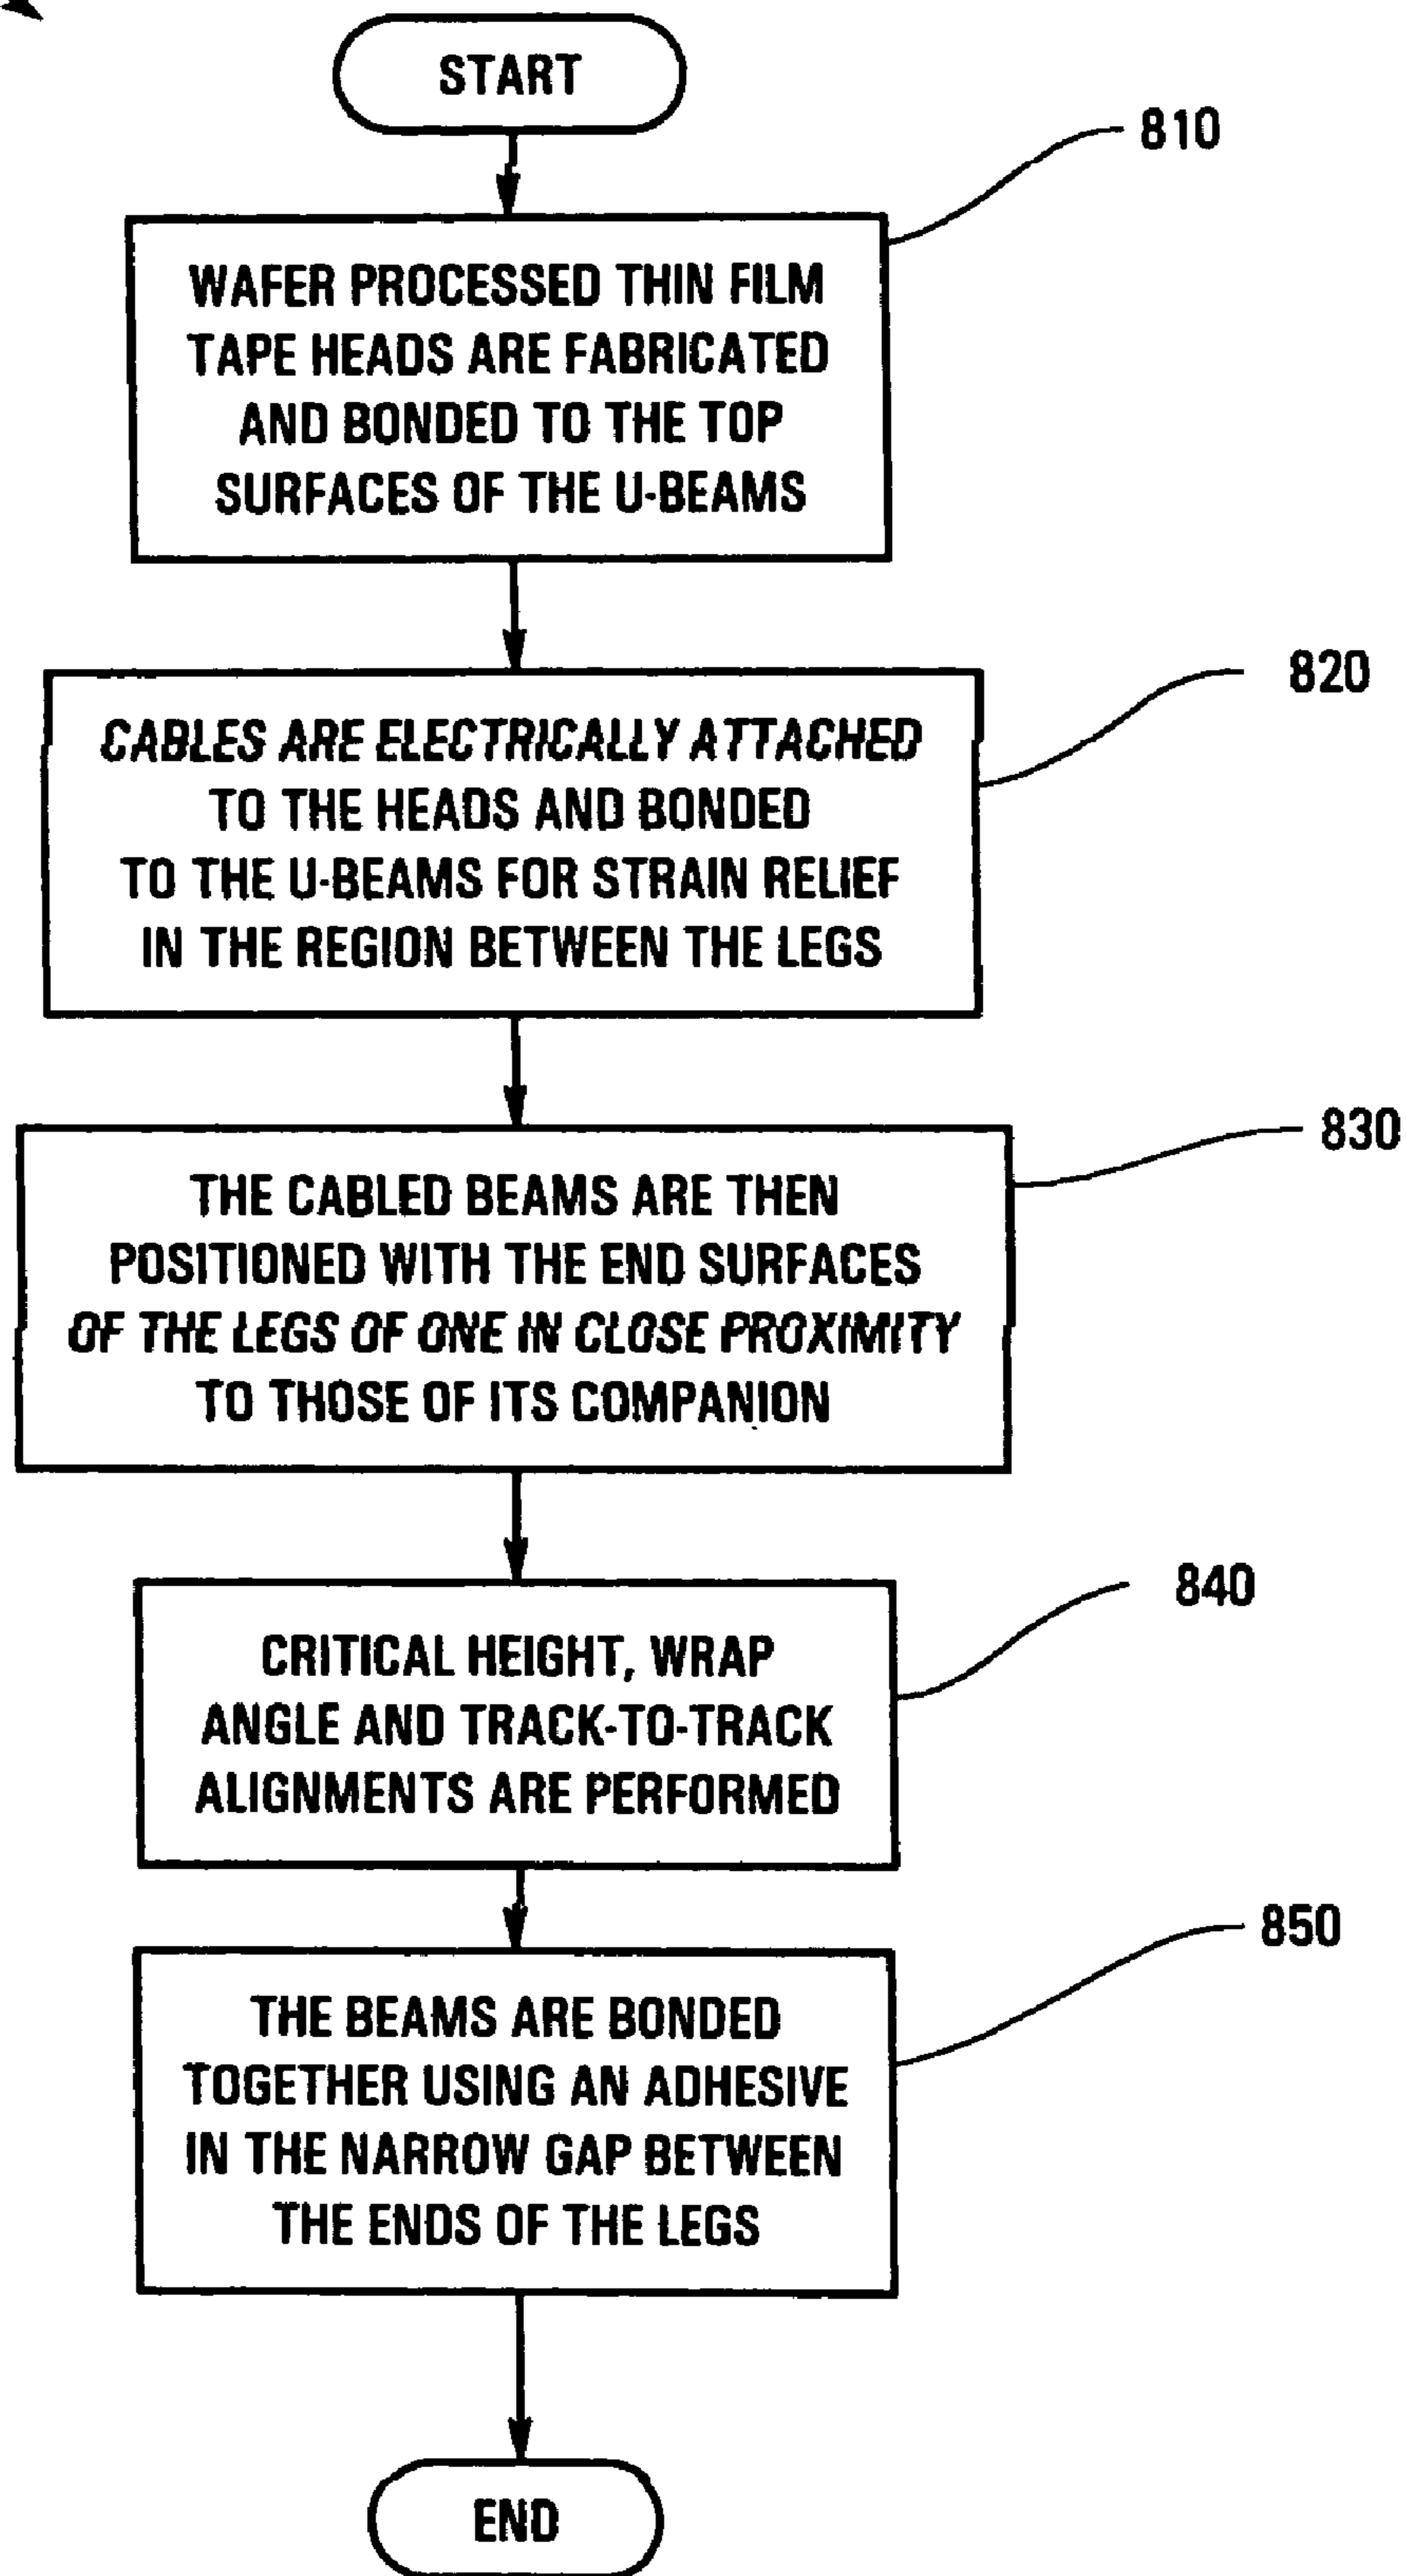 START
810
WAFER PROCESSED THIN FILM
TAPE HEADS ARE FABRICATED
AND BONDED TO THE TOP
SURFACES OF THE U-BEAMS
820
CABLES ARE ELECTRICALLY ATTACHED
TO THE HEADS AND BONDED
TO THE U-BEAMS FOR STRAIN RELIEF
IN THE REGION BETWEEN THE LEGS
830
THE CABLED BEAMS ARE THEN
POSITIONED WITH THE END SURFACES
OF THE LEGS OF ONE IN CLOSE PROXIMITY
TO THOSE OF ITS COMPANION
840
CRITICAL HEIGHT, WRAP
ANGLE AND TRACK-TO-TRACK
ALIGNMENTS ARE PERFORMED
850
THE BEAMS ARE BONDED
TOGETHER USING AN ADHESIVE
IN THE NARROW GAP BETWEEN
THE ENDS OF THE LEGS
END